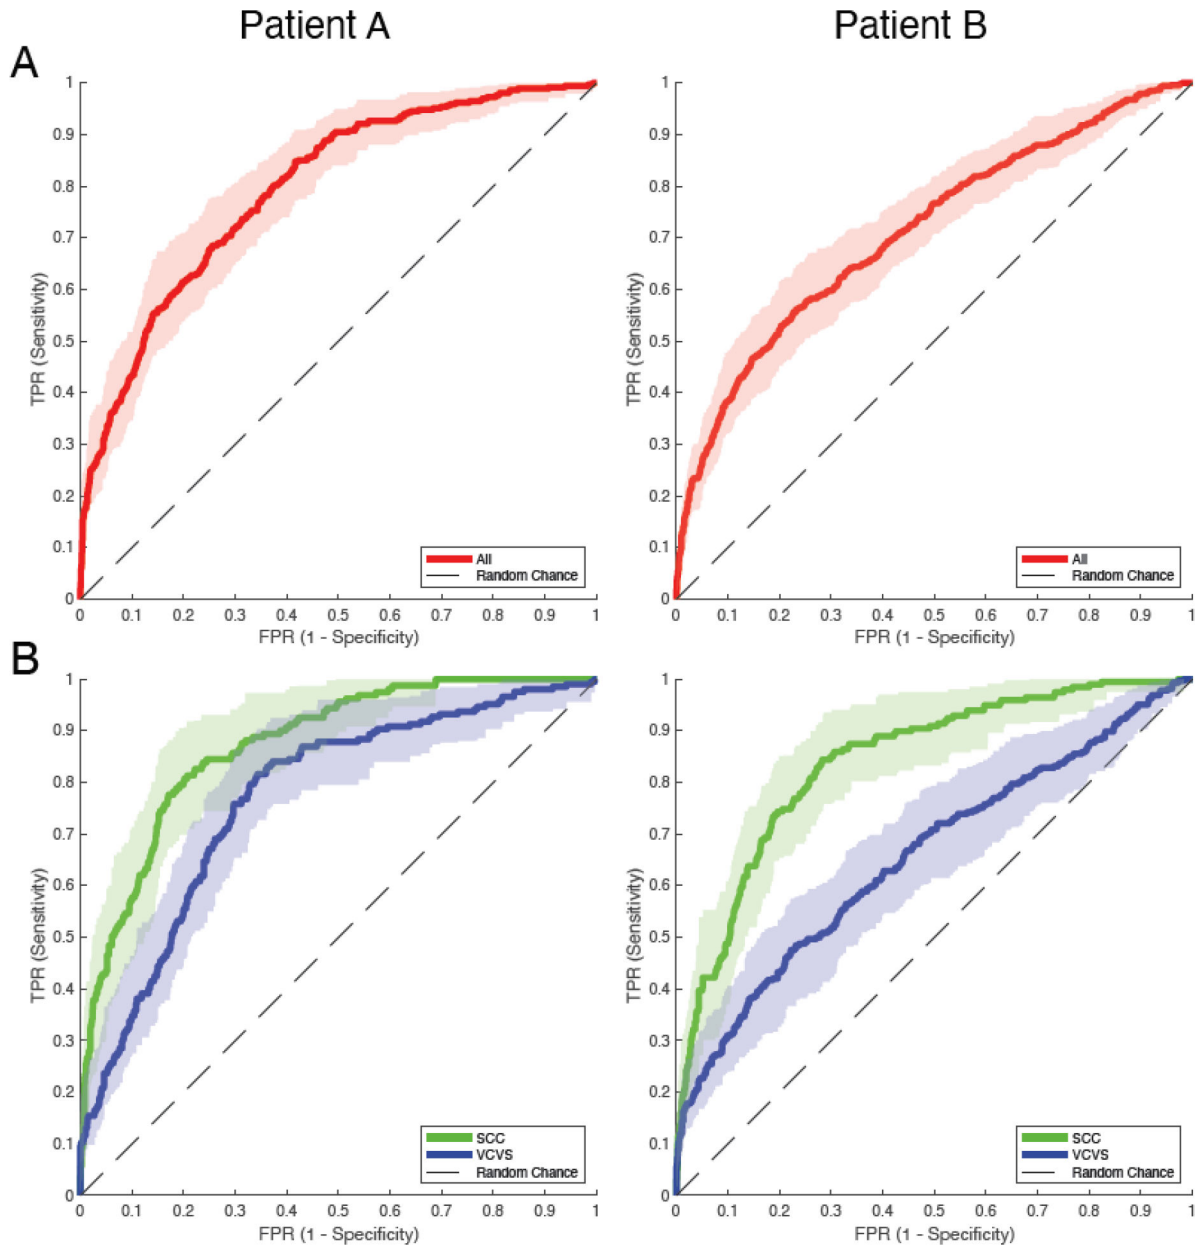 Patient A
Patient B
A
1
0.9
0.8
0.7
0.6
0.5
0.4
0.3
0.2
0.1
0
TPR (Sensitivity)
All
Random Chance
0 0.1 0.2 0.3 0.4 0.5 0.6 0.7 0.8 0.9 1
FPR (1 - Specificity)
1
0.9
0.8
0.7
0.6
0.5
0.4
0.3
0.2
0.1
0
TPR (Sensitivity)
All
Random Chance
0 0.1 0.2 0.3 0.4 0.5 0.6 0.7 0.8 0.9 1
FPR (1 - Specificity)
B
1
0.9
0.8
0.7
0.6
0.5
0.4
0.3
0.2
0.1
0
TPR (Sensitivity)
SCC
VCVS
Random Chance
0 0.1 0.2 0.3 0.4 0.5 0.6 0.7 0.8 0.9 1
FPR (1 - Specificity)
1
0.9
0.8
0.7
0.6
0.5
0.4
0.3
0.2
0.1
0
TPR (Sensitivity)
SCC
VCVS
Random Chance
0 0.1 0.2 0.3 0.4 0.5 0.6 0.7 0.8 0.9 1
FPR (1 - Specificity)